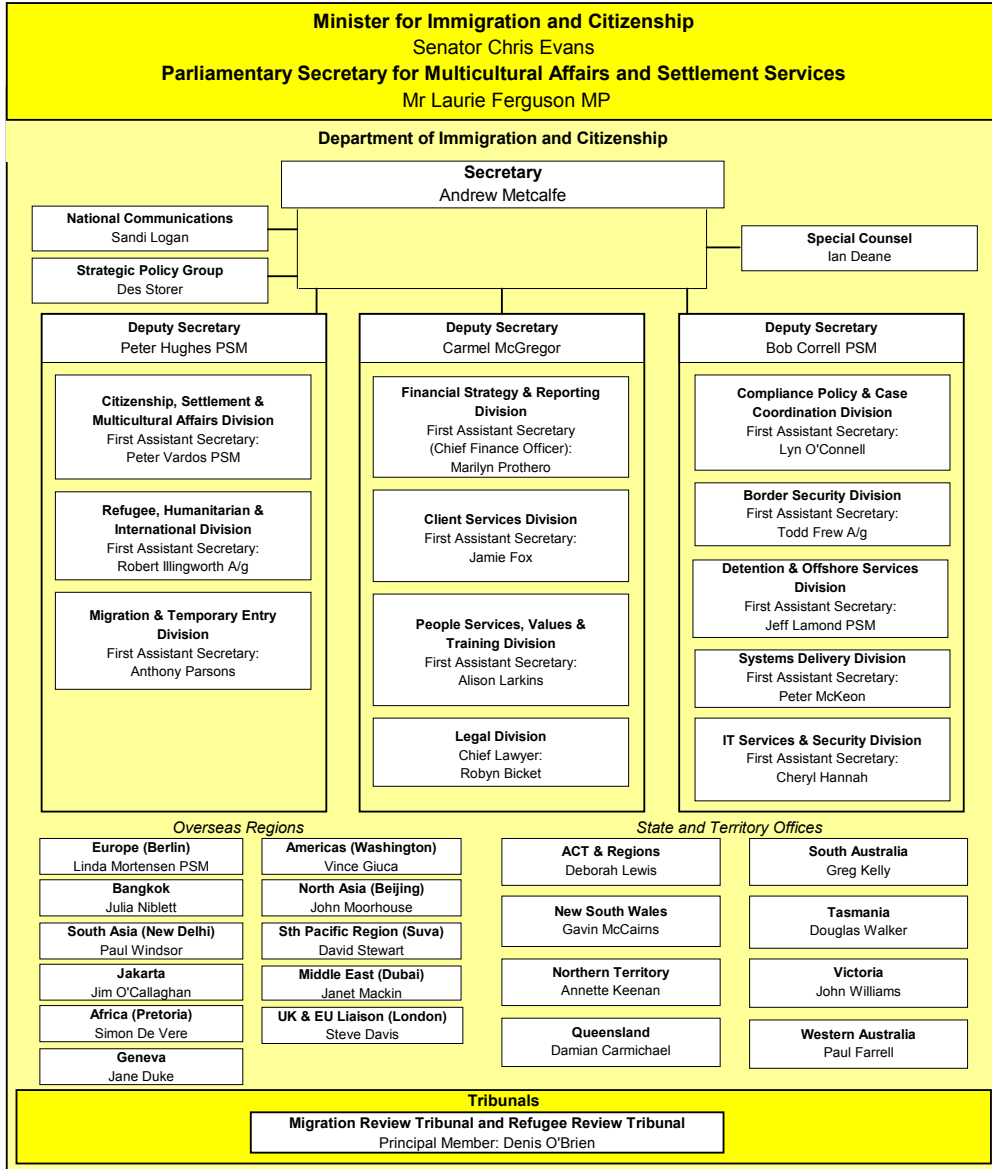 Minister for Immigration and Citizenship
Senator Chris Evans
Parliamentary Secretary for Multicultural Affairs and Settlement Services
Mr Laurie Ferguson MP
Department of Immigration and Citizenship
Secretary
Andrew Metcalfe
National Communications
Sandi Logan
Strategic Policy Group
Des Storer
Special Counsel
Ian Deane
Deputy Secretary
Peter Hughes PSM
Citizenship, Settlement &
Multicultural Affairs Division
First Assistant Secretary:
Peter Vardos PSM
Refugee, Humanitarian &
International Division
First Assistant Secretary:
Robert Illingworth A/g
Migration & Temporary Entry
Division
First Assistant Secretary:
Anthony Parsons
Deputy Secretary
Carmel McGregor
Financial Strategy & Reporting
Division
First Assistant Secretary
(Chief Finance Officer):
Marilyn Prothero
Client Services Division
First Assistant Secretary:
Jamie Fox
People Services, Values &
Training Division
First Assistant Secretary:
Alison Larkins
Legal Division
Chief Lawyer:
Robyn Bicket
Deputy Secretary
Bob Correll PSM
Compliance Policy & Case
Coordination Division
First Assistant Secretary:
Lyn O'Connell
Border Security Division
First Assistant Secretary:
Todd Frew A/g
Detention & Offshore Services
Division
First Assistant Secretary:
Jeff Lamond PSM
Systems Delivery Division
First Assistant Secretary:
Peter McKeon
IT Services & Security Division
First Assistant Secretary:
Cheryl Hannah
Overseas Regions
Europe (Berlin)
Linda Mortensen PSM
Bangkok
Julia Niblett
South Asia (New Delhi)
Paul Windsor
Jakarta
Jim O'Callaghan
Africa (Pretoria)
Simon De Vere
Geneva
Jane Duke
Americas (Washington)
Vince Giuca
North Asia (Beijing)
John Moorhouse
Sth Pacific Region (Suva)
David Stewart
Middle East (Dubai)
Janet Mackin
UK & EU Liaison (London)
Steve Davis
State and Territory Offices
ACT & Regions
Deborah Lewis
New South Wales
Gavin McCairns
Northern Territory
Annette Keenan
Queensland
Damian Carmichael
South Australia
Greg Kelly
Tasmania
Douglas Walker
Victoria
John Williams
Western Australia
Paul Farrell
Tribunals
Migration Review Tribunal and Refugee Review Tribunal
Principal Member: Denis O'Brien